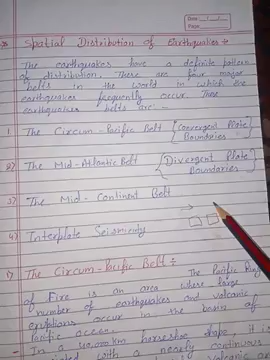 Date
Page
Spatial Distribution of Earthquakes :-
The earthquakes have a definite pattern
of distribution. There are four major
belts in the world in which the
earthquakes frequently occur. These
earthquakes belts are:-
1 The Circum-Pacific Belt {Convergent Plate
Boundaries
2) The Mid-Atlantic Belt {Divergent Plate
Boundaries}
3) The Mid-Continent Belt
4) Interplate Seismicity
1) The Circum-Pacific Belt :-
The Pacific Ring
of Fire is an area where large
number of earthquakes and volcanic
eruptions occur in the basin of
Pacific ocean.
- In a 40,000 km horseshoe shape, it is
with a nearly continuous
volcanic